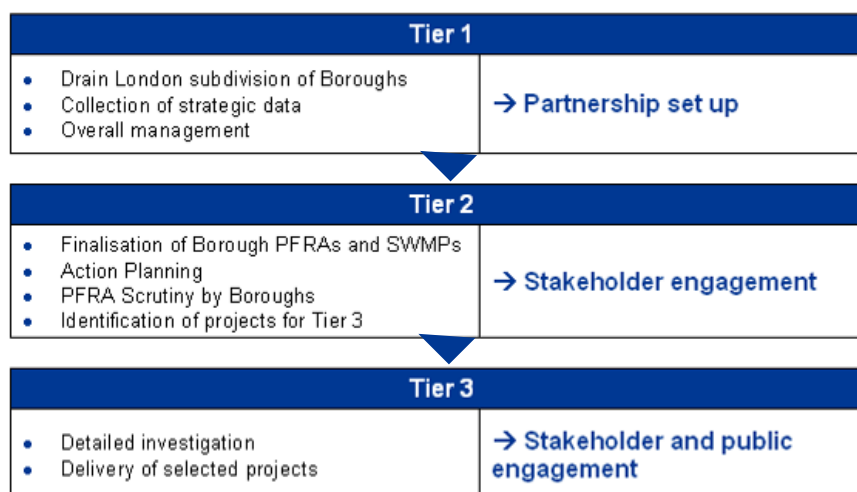 Tier 1
• Drain London subdivision of Boroughs
• Collection of strategic data
• Overall management
→ Partnership set up
Tier 2
• Finalisation of Borough PFRAs and SWMPs
• Action Planning
• PFRA Scrutiny by Boroughs
• Identification of projects for Tier 3
→ Stakeholder engagement
Tier 3
• Detailed investigation
• Delivery of selected projects
→ Stakeholder and public
engagement